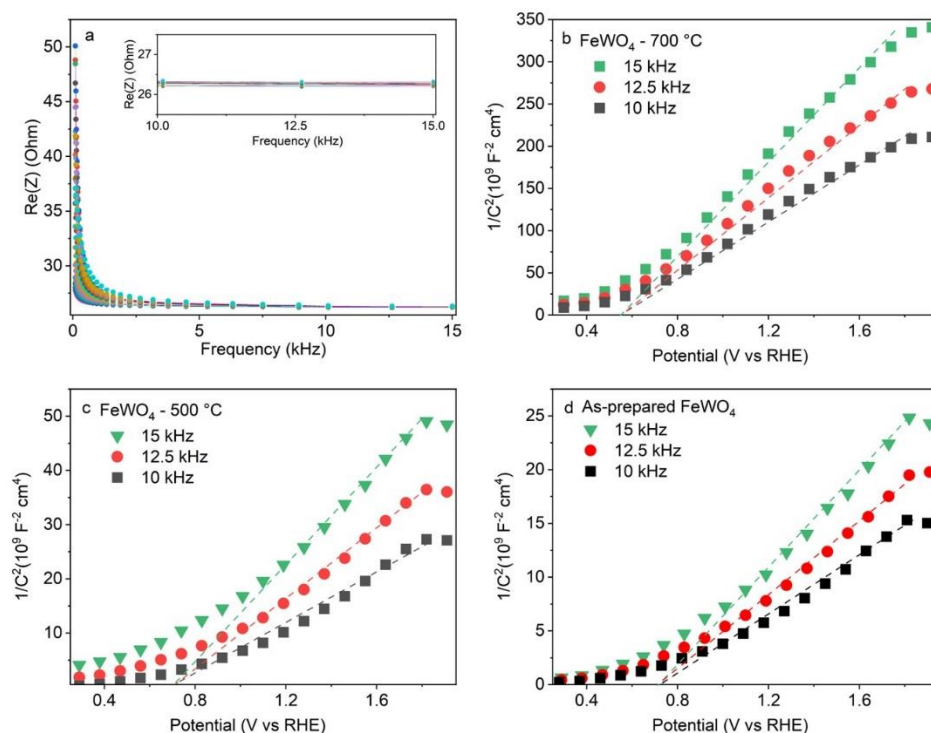 a
Re(Z) (Ohm)
50
45
40
35
30
0
5
10
15
Frequency (kHz)
Re(Z) (Ohm)
27
26
10.0
12.5
15.0
Frequency (kHz)
b FeWO₄ - 700 °C
15 kHz
12.5 kHz
10 kHz
1/C²(10⁹ F⁻² cm⁴)
350
300
250
200
150
100
50
0
0.4
0.8
1.2
1.6
Potential (V vs RHE)
c FeWO₄ - 500 °C
15 kHz
12.5 kHz
10 kHz
1/C²(10⁹ F⁻² cm⁴)
50
40
30
20
10
0.4
0.8
1.2
1.6
Potential (V vs RHE)
d As-prepared FeWO₄
15 kHz
12.5 kHz
10 kHz
1/C²(10⁹ F⁻² cm⁴)
25
20
15
10
5
0
0.4
0.8
1.2
1.6
Potential (V vs RHE)